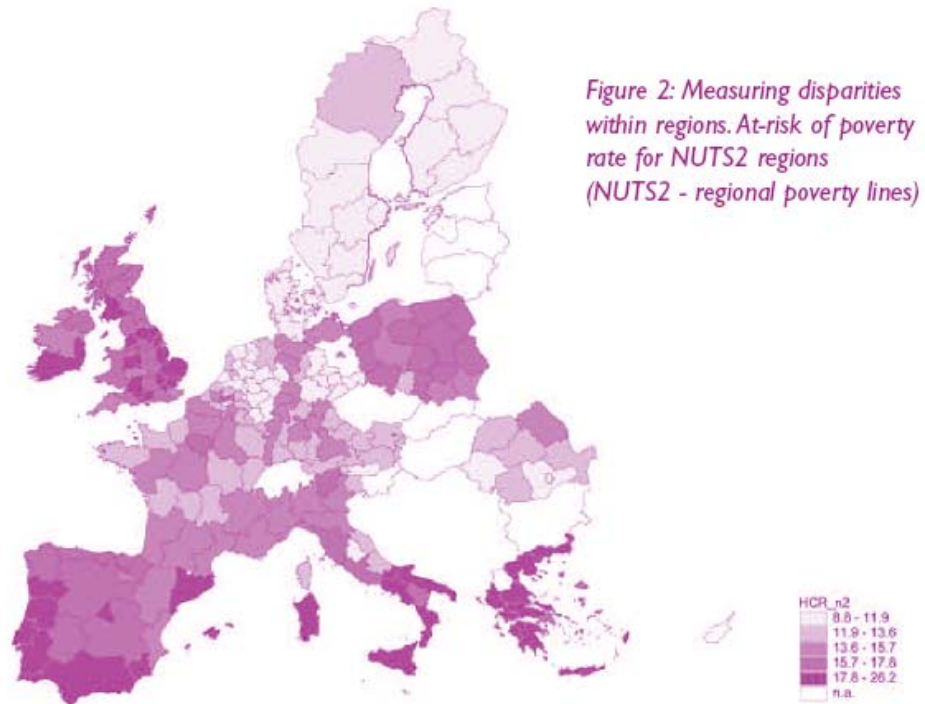 Figure 2: Measuring disparities
within regions. At-risk of poverty
rate for NUTS2 regions
(NUTS2 - regional poverty lines)
HCR_n2
8.8 - 11.9
11.9 - 13.6
13.6 - 15.7
15.7 - 17.8
17.8 - 26.2
n.a.